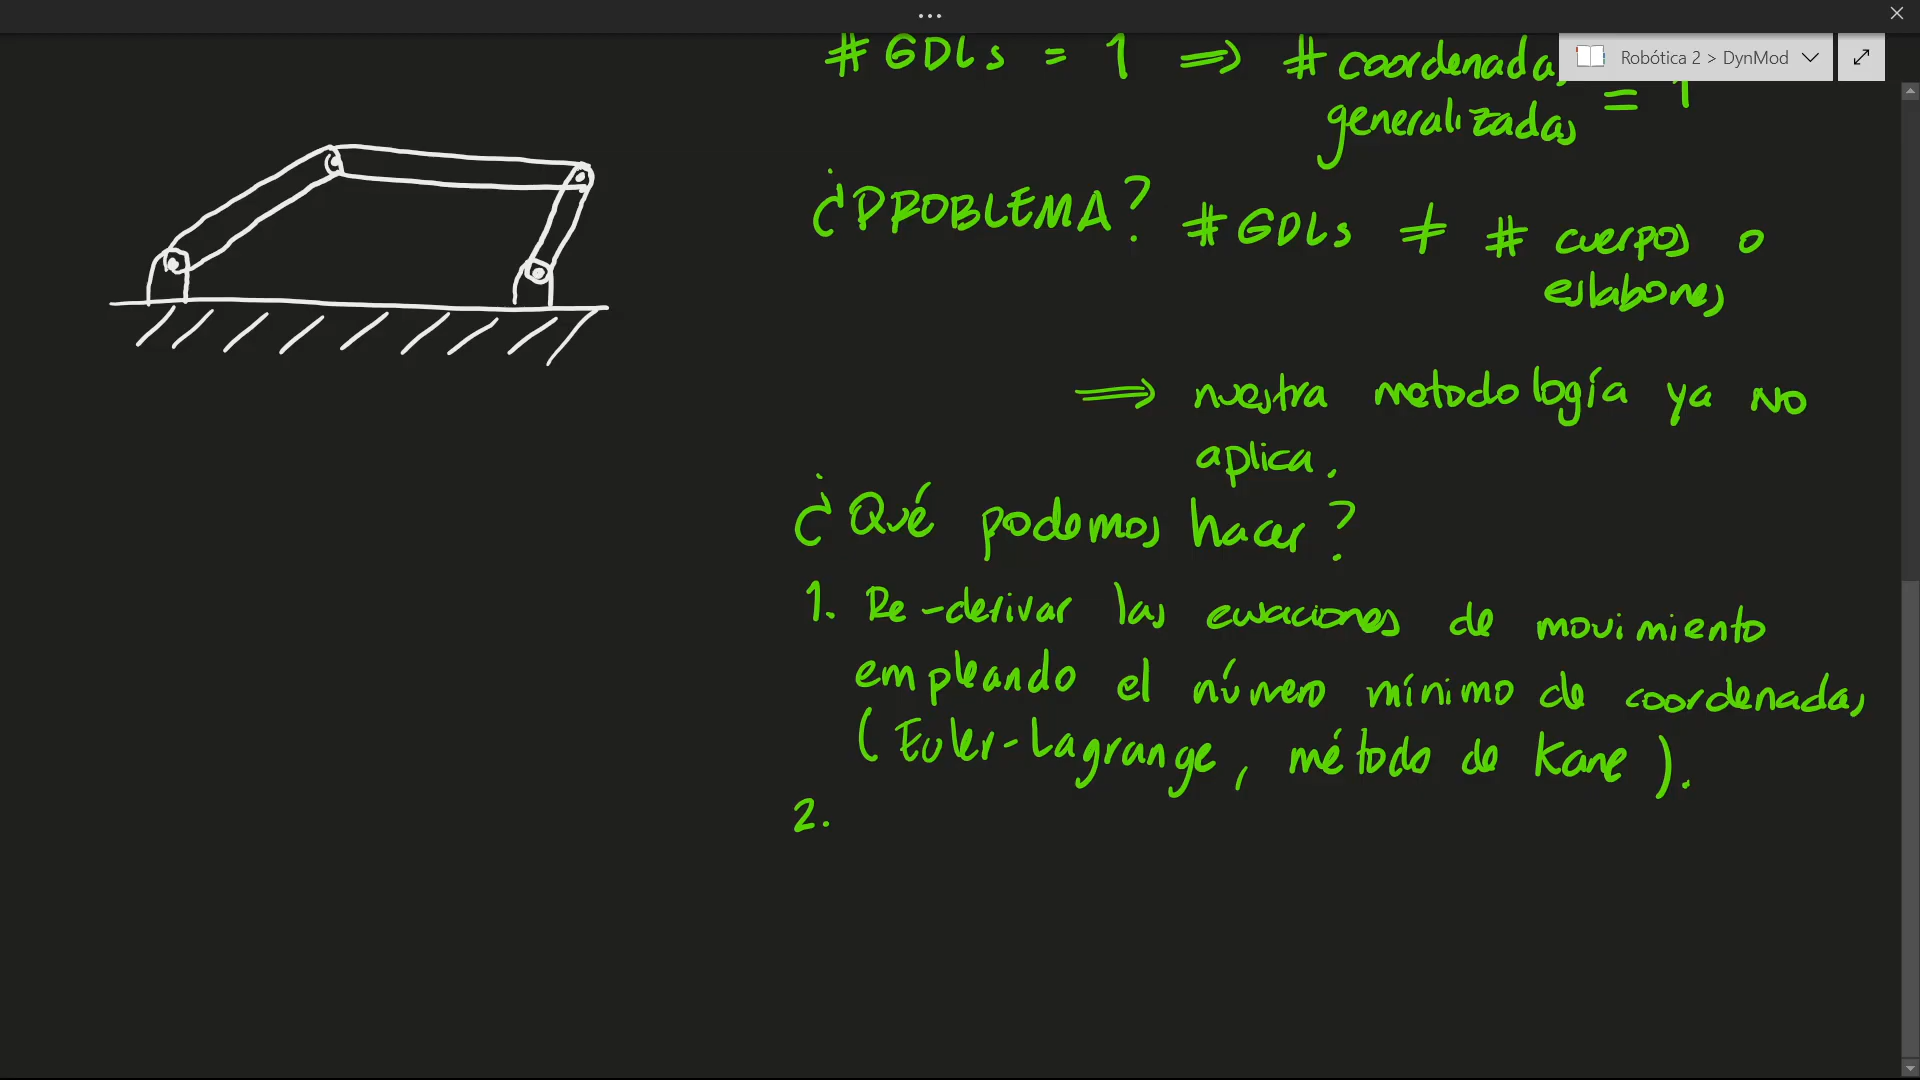 Robótica 2 > DynMod
# GDLs = 1 ⟹ # coordenadas
generalizadas = 1
¿PROBLEMA? # GDLs ≠ # cuerpos o
eslabones
⟹ nuestra metodología ya NO
aplica.
¿Qué podemos hacer?
1. Re-derivar las ecuaciones de movimiento
empleando el número mínimo de coordenadas
(Euler-Lagrange, método de Kane).
2.